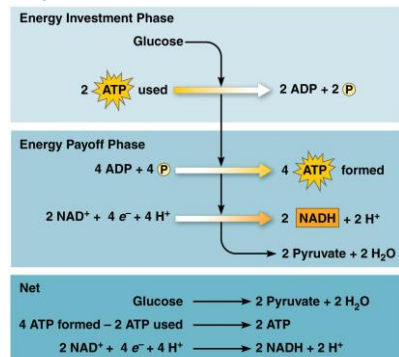 Energy Investment Phase
Glucose
2 ATP used 2 ADP + 2 P
Energy Payoff Phase
4 ADP + 4 P 4 ATP formed
2 NAD⁺ + 4 e⁻ + 4 H⁺ 2 NADH + 2 H⁺
2 Pyruvate + 2 H₂O
Net
Glucose 2 Pyruvate + 2 H₂O
4 ATP formed – 2 ATP used 2 ATP
2 NAD⁺ + 4 e⁻ + 4 H⁺ 2 NADH + 2 H⁺